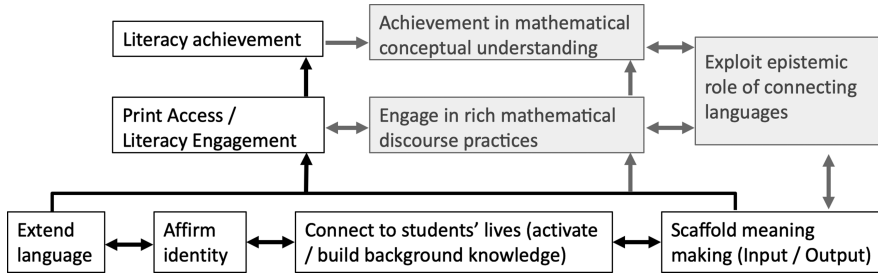 Literacy achievement
Achievement in mathematical
conceptual understanding
Exploit epistemic
role of connecting
languages
Print Access /
Literacy Engagement
Engage in rich mathematical
discourse practices
Extend
language
Affirm
identity
Connect to students’ lives (activate
/ build background knowledge)
Scaffold meaning
making (Input / Output)